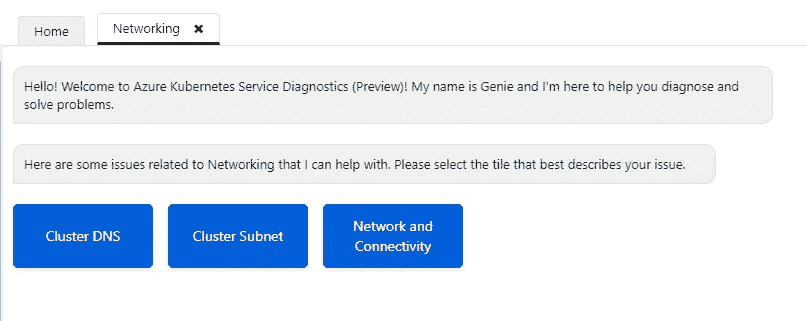 Home
Networking
Hello! Welcome to Azure Kubernetes Service Diagnostics (Preview)! My name is Genie and I'm here to help you diagnose and
solve problems.
Here are some issues related to Networking that I can help with. Please select the tile that best describes your issue.
Cluster DNS
Cluster Subnet
Network and
Connectivity